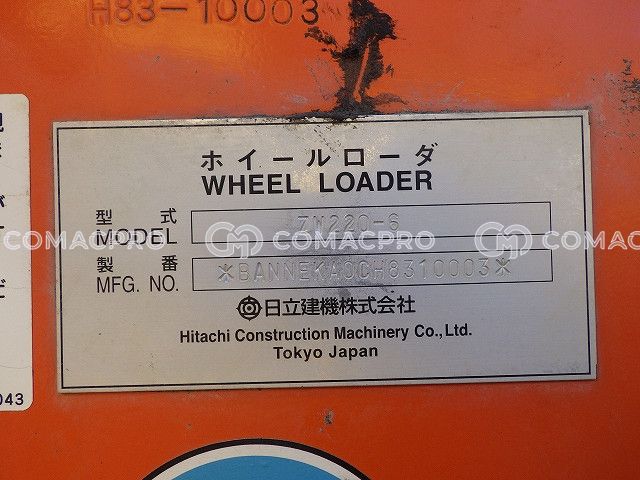 H83-10003
ホイールローダ
WHEEL LOADER
型式
MODEL ZW220-6
製番
MFG. NO. *BANNEKA0CH8310003*
日立建機株式会社
Hitachi Construction Machinery Co., Ltd.
Tokyo Japan
COMACPRO COMACPRO COMACPRO
043